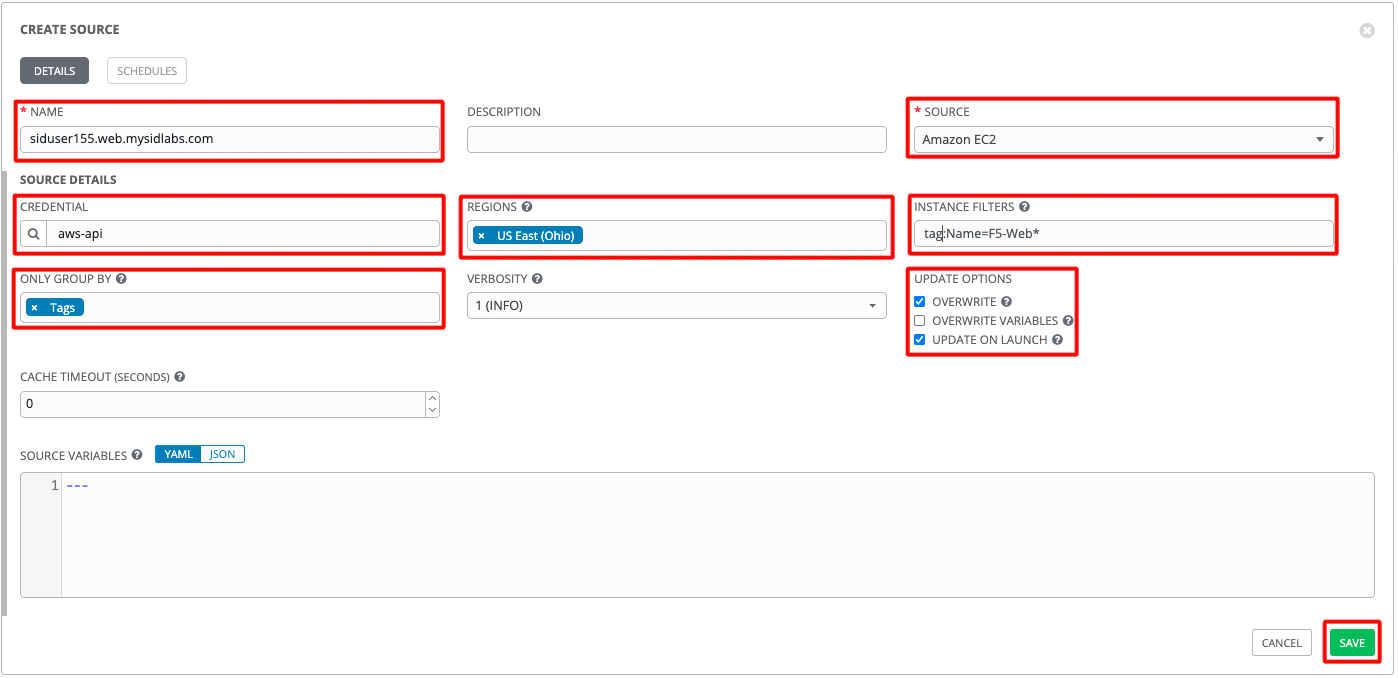 CREATE SOURCE
DETAILS SCHEDULES
* NAME
siduser155.web.mysidlabs.com
DESCRIPTION
* SOURCE
Amazon EC2
SOURCE DETAILS
CREDENTIAL
aws-api
REGIONS ?
× US East (Ohio)
INSTANCE FILTERS ?
tag:Name=F5-Web*
ONLY GROUP BY ?
× Tags
VERBOSITY ?
1 (INFO)
UPDATE OPTIONS
OVERWRITE ?
OVERWRITE VARIABLES ?
UPDATE ON LAUNCH ?
CACHE TIMEOUT (SECONDS) ?
0
SOURCE VARIABLES ? YAML JSON
1 ---
CANCEL SAVE